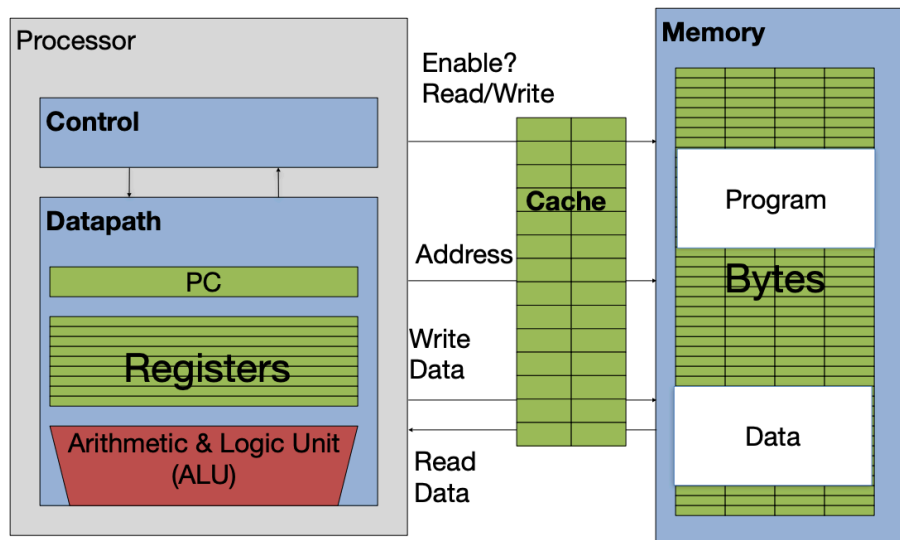 Processor
Control
Datapath
PC
Registers
Arithmetic & Logic Unit
(ALU)
Enable?
Read/Write
Cache
Address
Write
Data
Read
Data
Memory
Program
Bytes
Data